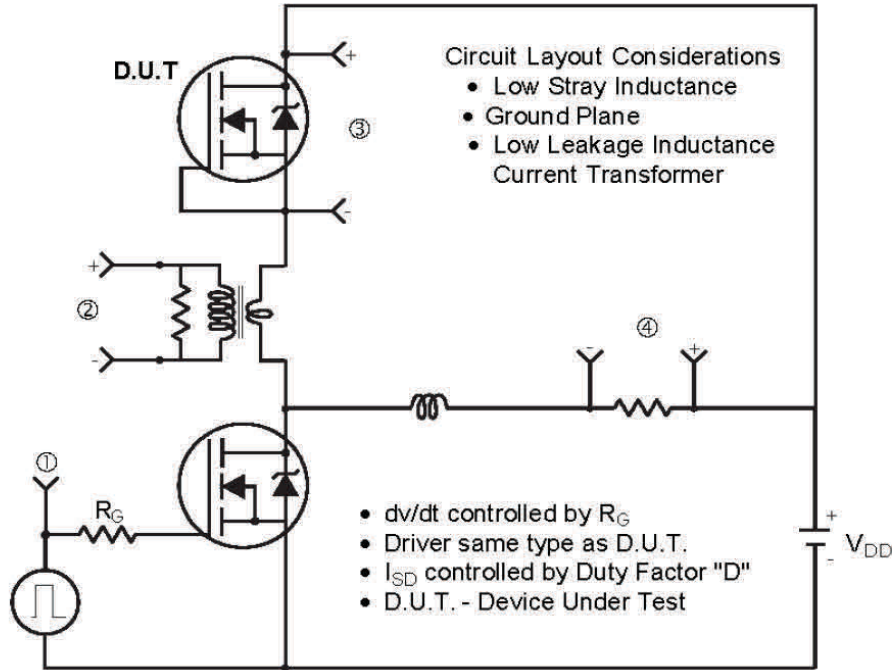 D.U.T
+
③
-
Circuit Layout Considerations
• Low Stray Inductance
• Ground Plane
• Low Leakage Inductance
Current Transformer
+
②
-
④
- +
①
R_G
• dv/dt controlled by R_G
• Driver same type as D.U.T.
• I_SD controlled by Duty Factor "D"
• D.U.T. - Device Under Test
+
V_DD
-